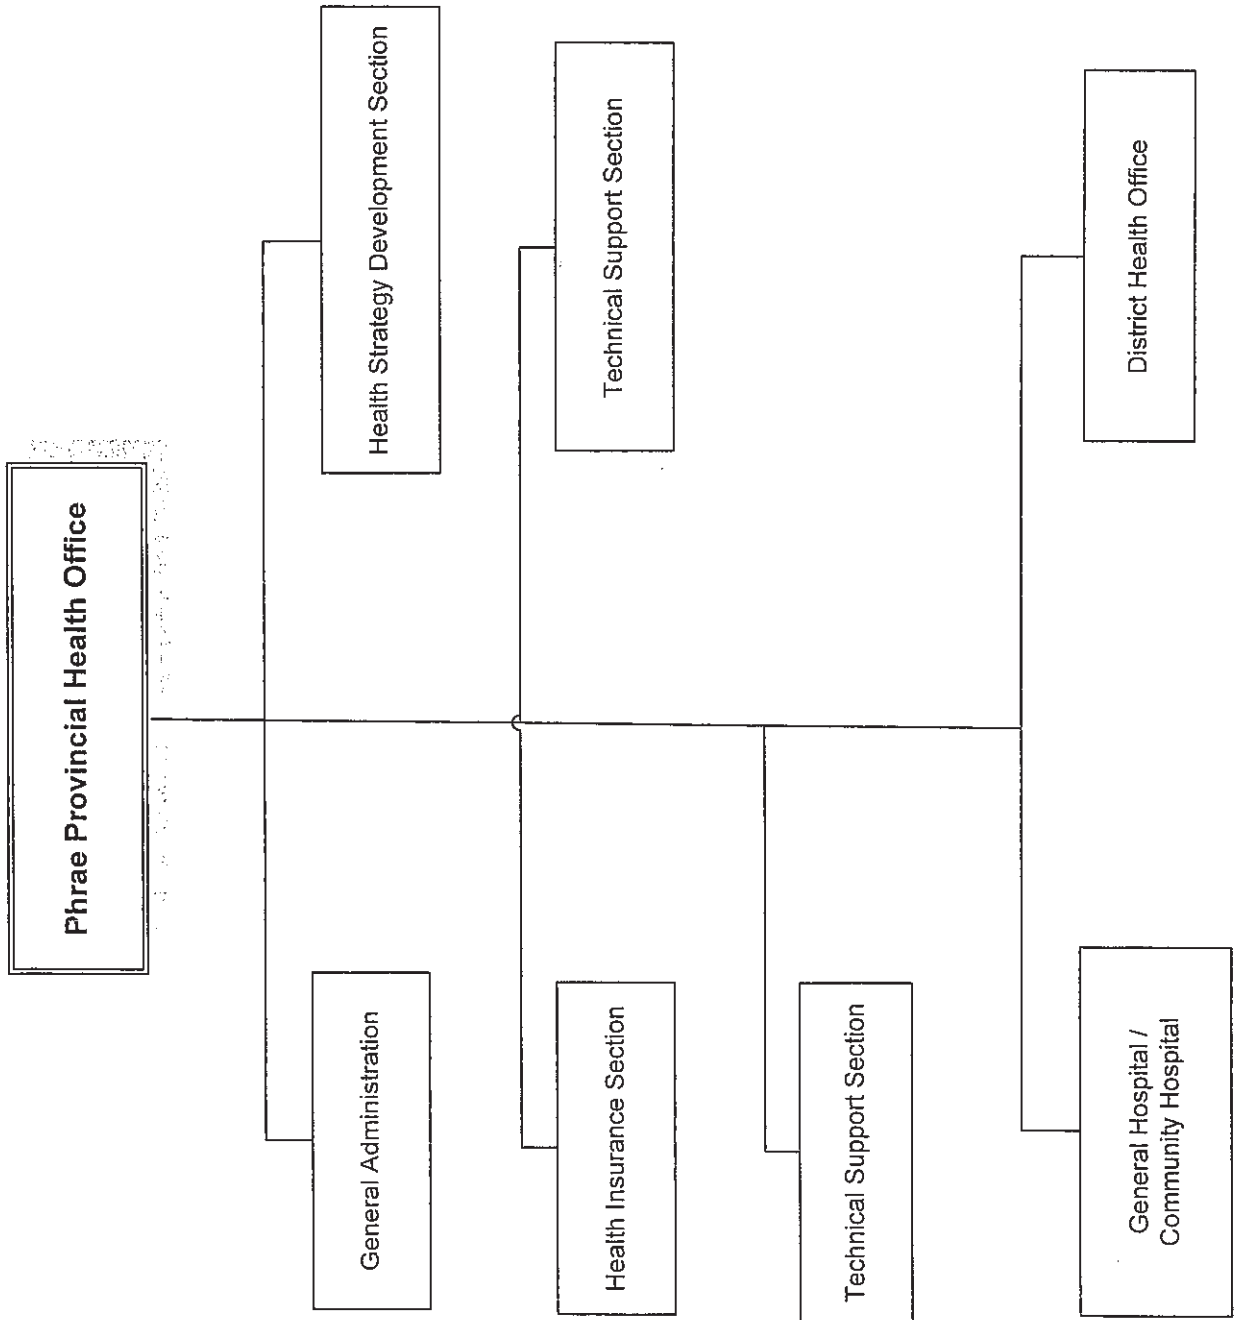 Phrae Provincial Health Office
General Administration
Health Strategy Development Section
Health Insurance Section
Technical Support Section
Technical Support Section
General Hospital /
Community Hospital
District Health Office